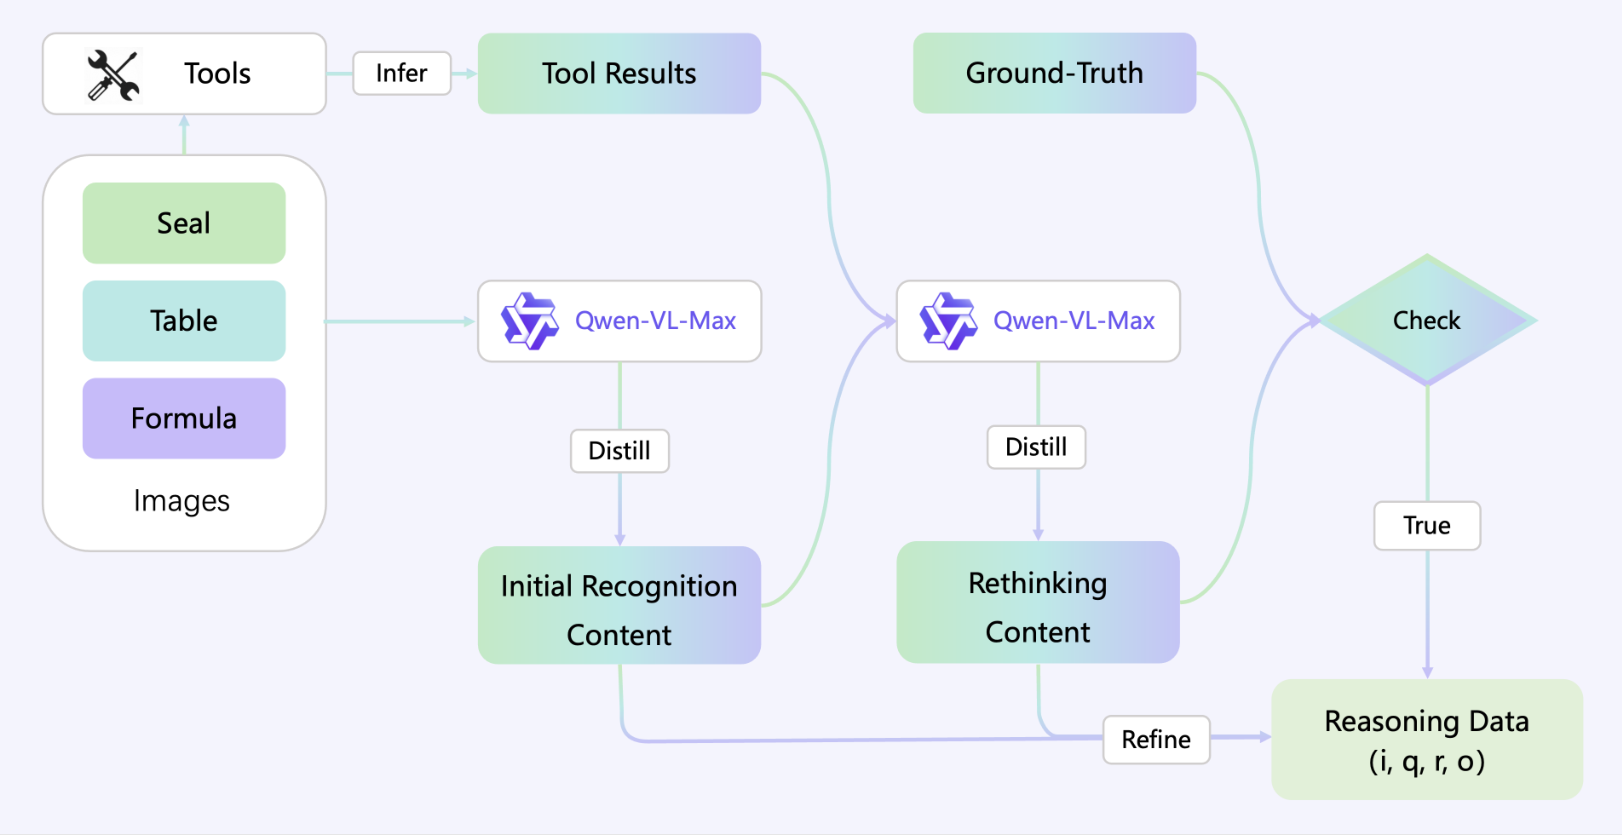 Tools
Infer
Tool Results
Ground-Truth
Seal
Table
Formula
Images
Qwen-VL-Max
Qwen-VL-Max
Check
Distill
Distill
True
Initial Recognition
Content
Rethinking
Content
Refine
Reasoning Data
(i, q, r, o)